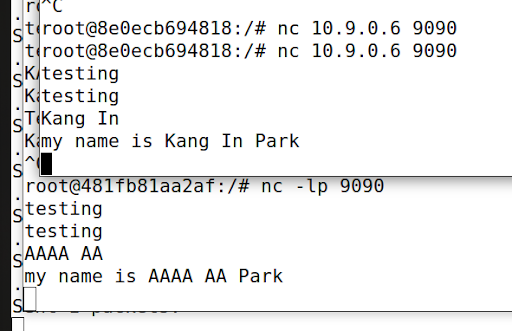 ^C
root@8e0ecb694818:/# nc 10.9.0.6 9090
root@8e0ecb694818:/# nc 10.9.0.6 9090
testing
testing
Kang In
my name is Kang In Park
root@481fb81aa2af:/# nc -lp 9090
testing
testing
AAAA AA
my name is AAAA AA Park